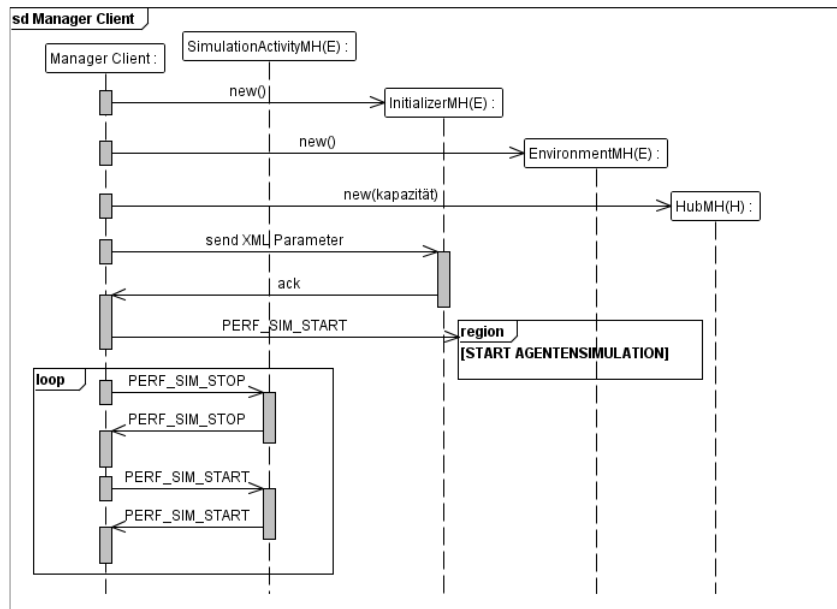 sd Manager Client
SimulationActivityMH(E) :
Manager Client :
new()
InitializerMH(E) :
new()
EnvironmentMH(E) :
new(kapazität)
HubMH(H) :
send XML Parameter
ack
PERF_SIM_START
region
[START AGENTENSIMULATION]
loop
PERF_SIM_STOP
PERF_SIM_STOP
PERF_SIM_START
PERF_SIM_START